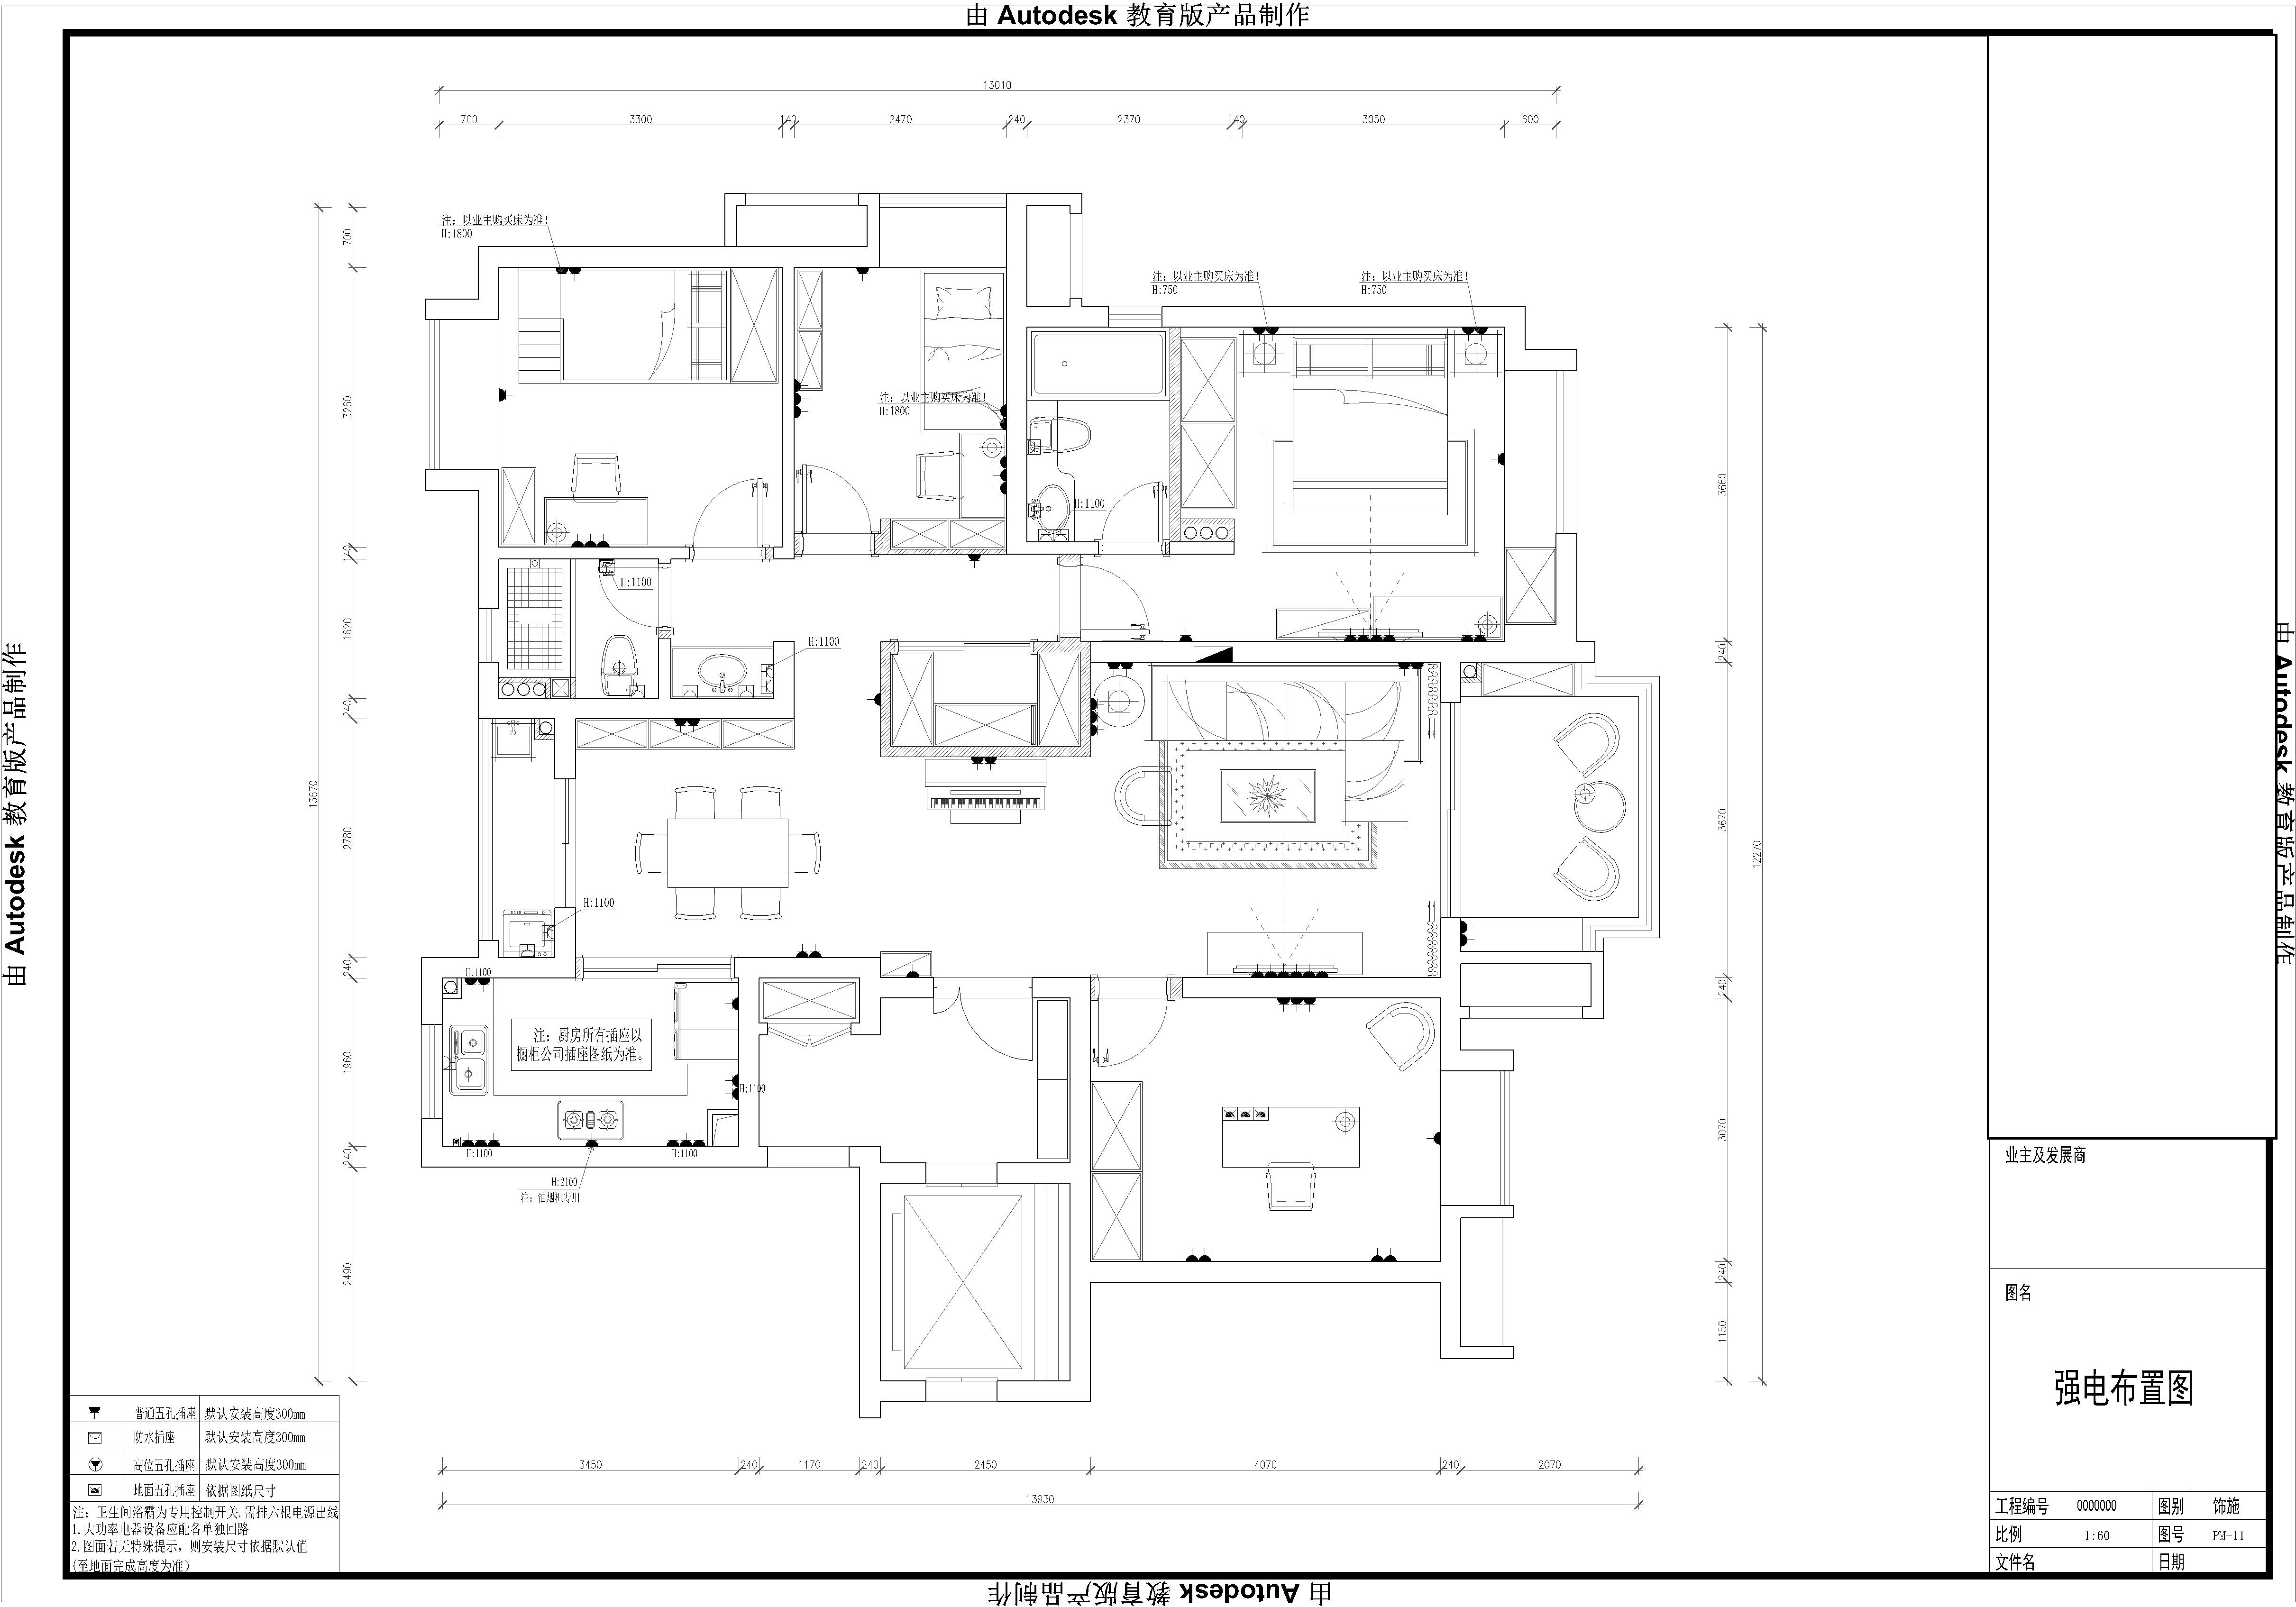 由 Autodesk 教育版产品制作
13010
700 3300 140 2470 240 2370 140 3050 600
注：以业主购买床为准！
H:1800
注：以业主购买床为准！
H:750
注：以业主购买床为准！
H:750
注：以业主购买床为准！
H:1800
H:1100
H:1100
H:1100
H:1100
H:1100
注：厨房所有插座以
橱柜公司插座图纸为准。
H:1100
H:1100
H:1100
H:2100
注：油烟机专用
13670
700
3260
140
1620
240
2780
240
1960
240
2490
3660
240
3670
240
3070
240
1150
12270
3450 240 1170 240 2450 4070 240 2070
13930
普通五孔插座 默认安装高度300mm
防水插座 默认安装高度300mm
高位五孔插座 默认安装高度300mm
地面五孔插座 依据图纸尺寸
注：卫生间浴霸为专用控制开关.需排六根电源出线
1.大功率电器设备应配备单独回路
2.图面若无特殊提示，则安装尺寸依据默认值
(至地面完成高度为准)
业主及发展商
图名
强电布置图
工程编号 0000000 图别 饰施
比例 1:60 图号 PM-11
文件名 日期
由 Autodesk 教育版产品制作
由 Autodesk 教育版产品制作
由 Autodesk 教育版产品制作